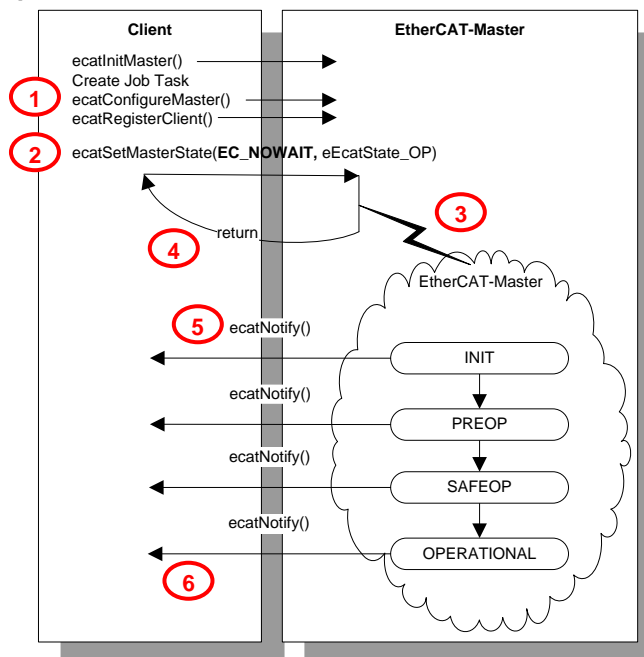 Client
EtherCAT-Master
ecatInitMaster()
Create Job Task
1
ecatConfigureMaster()
ecatRegisterClient()
2
ecatSetMasterState(EC_NOWAIT, eEcatState_OP)
3
4
return
EtherCAT-Master
5
ecatNotify()
INIT
ecatNotify()
PREOP
ecatNotify()
SAFEOP
ecatNotify()
OPERATIONAL
6